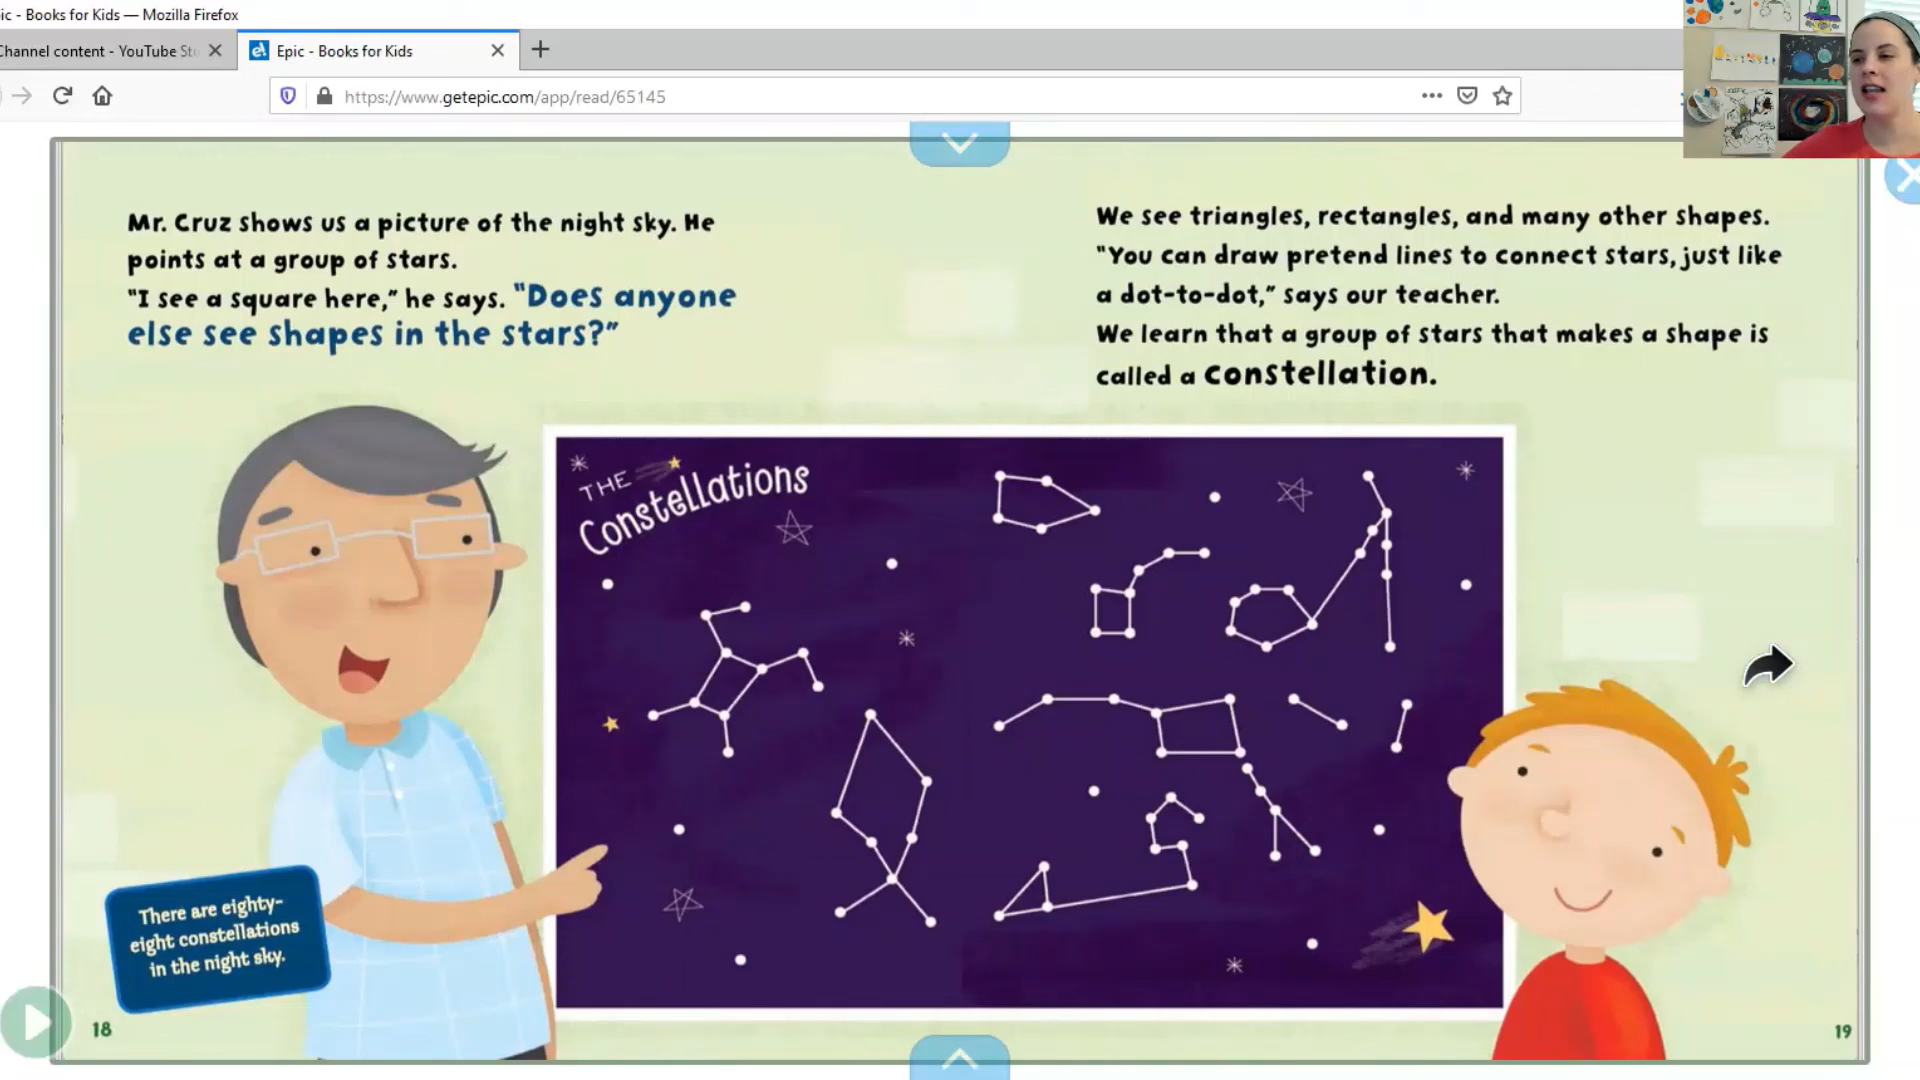 ic - Books for Kids — Mozilla Firefox
Channel content - YouTube St
Epic - Books for Kids
https://www.getepic.com/app/read/65145
Mr. Cruz shows us a picture of the night sky. He
points at a group of stars.
"I see a square here," he says. "Does anyone
else see shapes in the stars?"
We see triangles, rectangles, and many other shapes.
"You can draw pretend lines to connect stars, just like
a dot-to-dot," says our teacher.
We learn that a group of stars that makes a shape is
called a constellation.
THE
Constellations
There are eighty-
eight constellations
in the night sky.
18
19